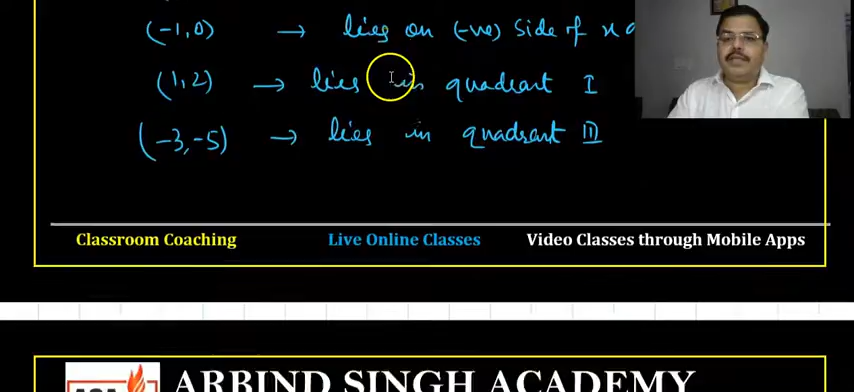 (-1,0) → lies on (-ve) side of x a
(1,2) → lies in quadrant I
(-3,-5) → lies in quadrant III
Classroom Coaching Live Online Classes Video Classes through Mobile Apps
ASA ARBIND SINGH ACADEMY